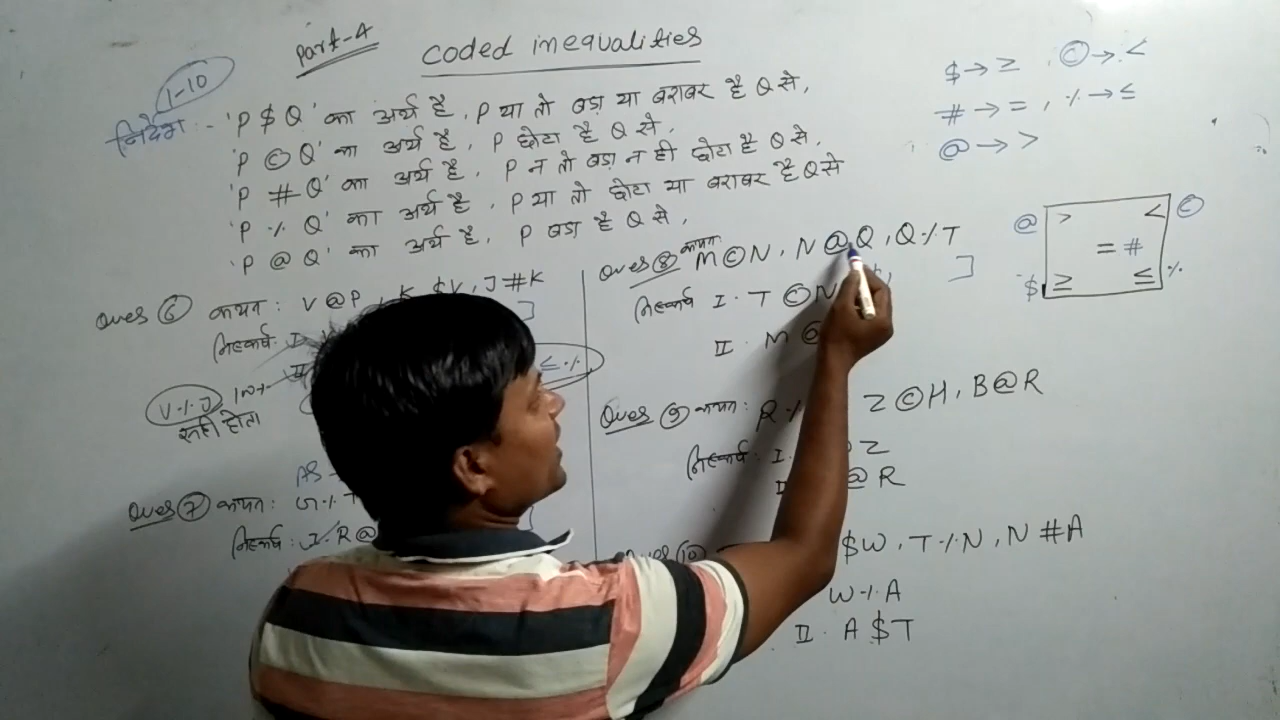 Part-4 Coded inequalities
1-10
निर्देश :- 'P $ Q' का अर्थ है, P या तो बड़ा या बराबर है Q से,
'P © Q' का अर्थ है, P छोटा है Q से,
'P # Q' का अर्थ है, P न तो बड़ा न ही छोटा है Q से,
'P % Q' का अर्थ है, P या तो छोटा या बराबर है Q से
'P @ Q' का अर्थ है, P बड़ा है Q से,
$ → ≥ , © → <
# → = , % → ≤
@ → >
@ > < ©
= #
$ ≥ ≤ %
Ques 6 कथन: V @ P , K $ V , J # K
निष्कर्ष: I
II
≤ %
V % J
सही होता
Ques 7 कथन:
निष्कर्ष: I. R @
Ques 8 कथन: M © N , N @ Q , Q % T
निष्कर्ष I. T © N
II. M @
Ques 9 कथन: R % Z © H , B @ R
निष्कर्ष: I. Z
II @ R
Ques 10 $ W , T % N , N # A
W % A
II. A $ T